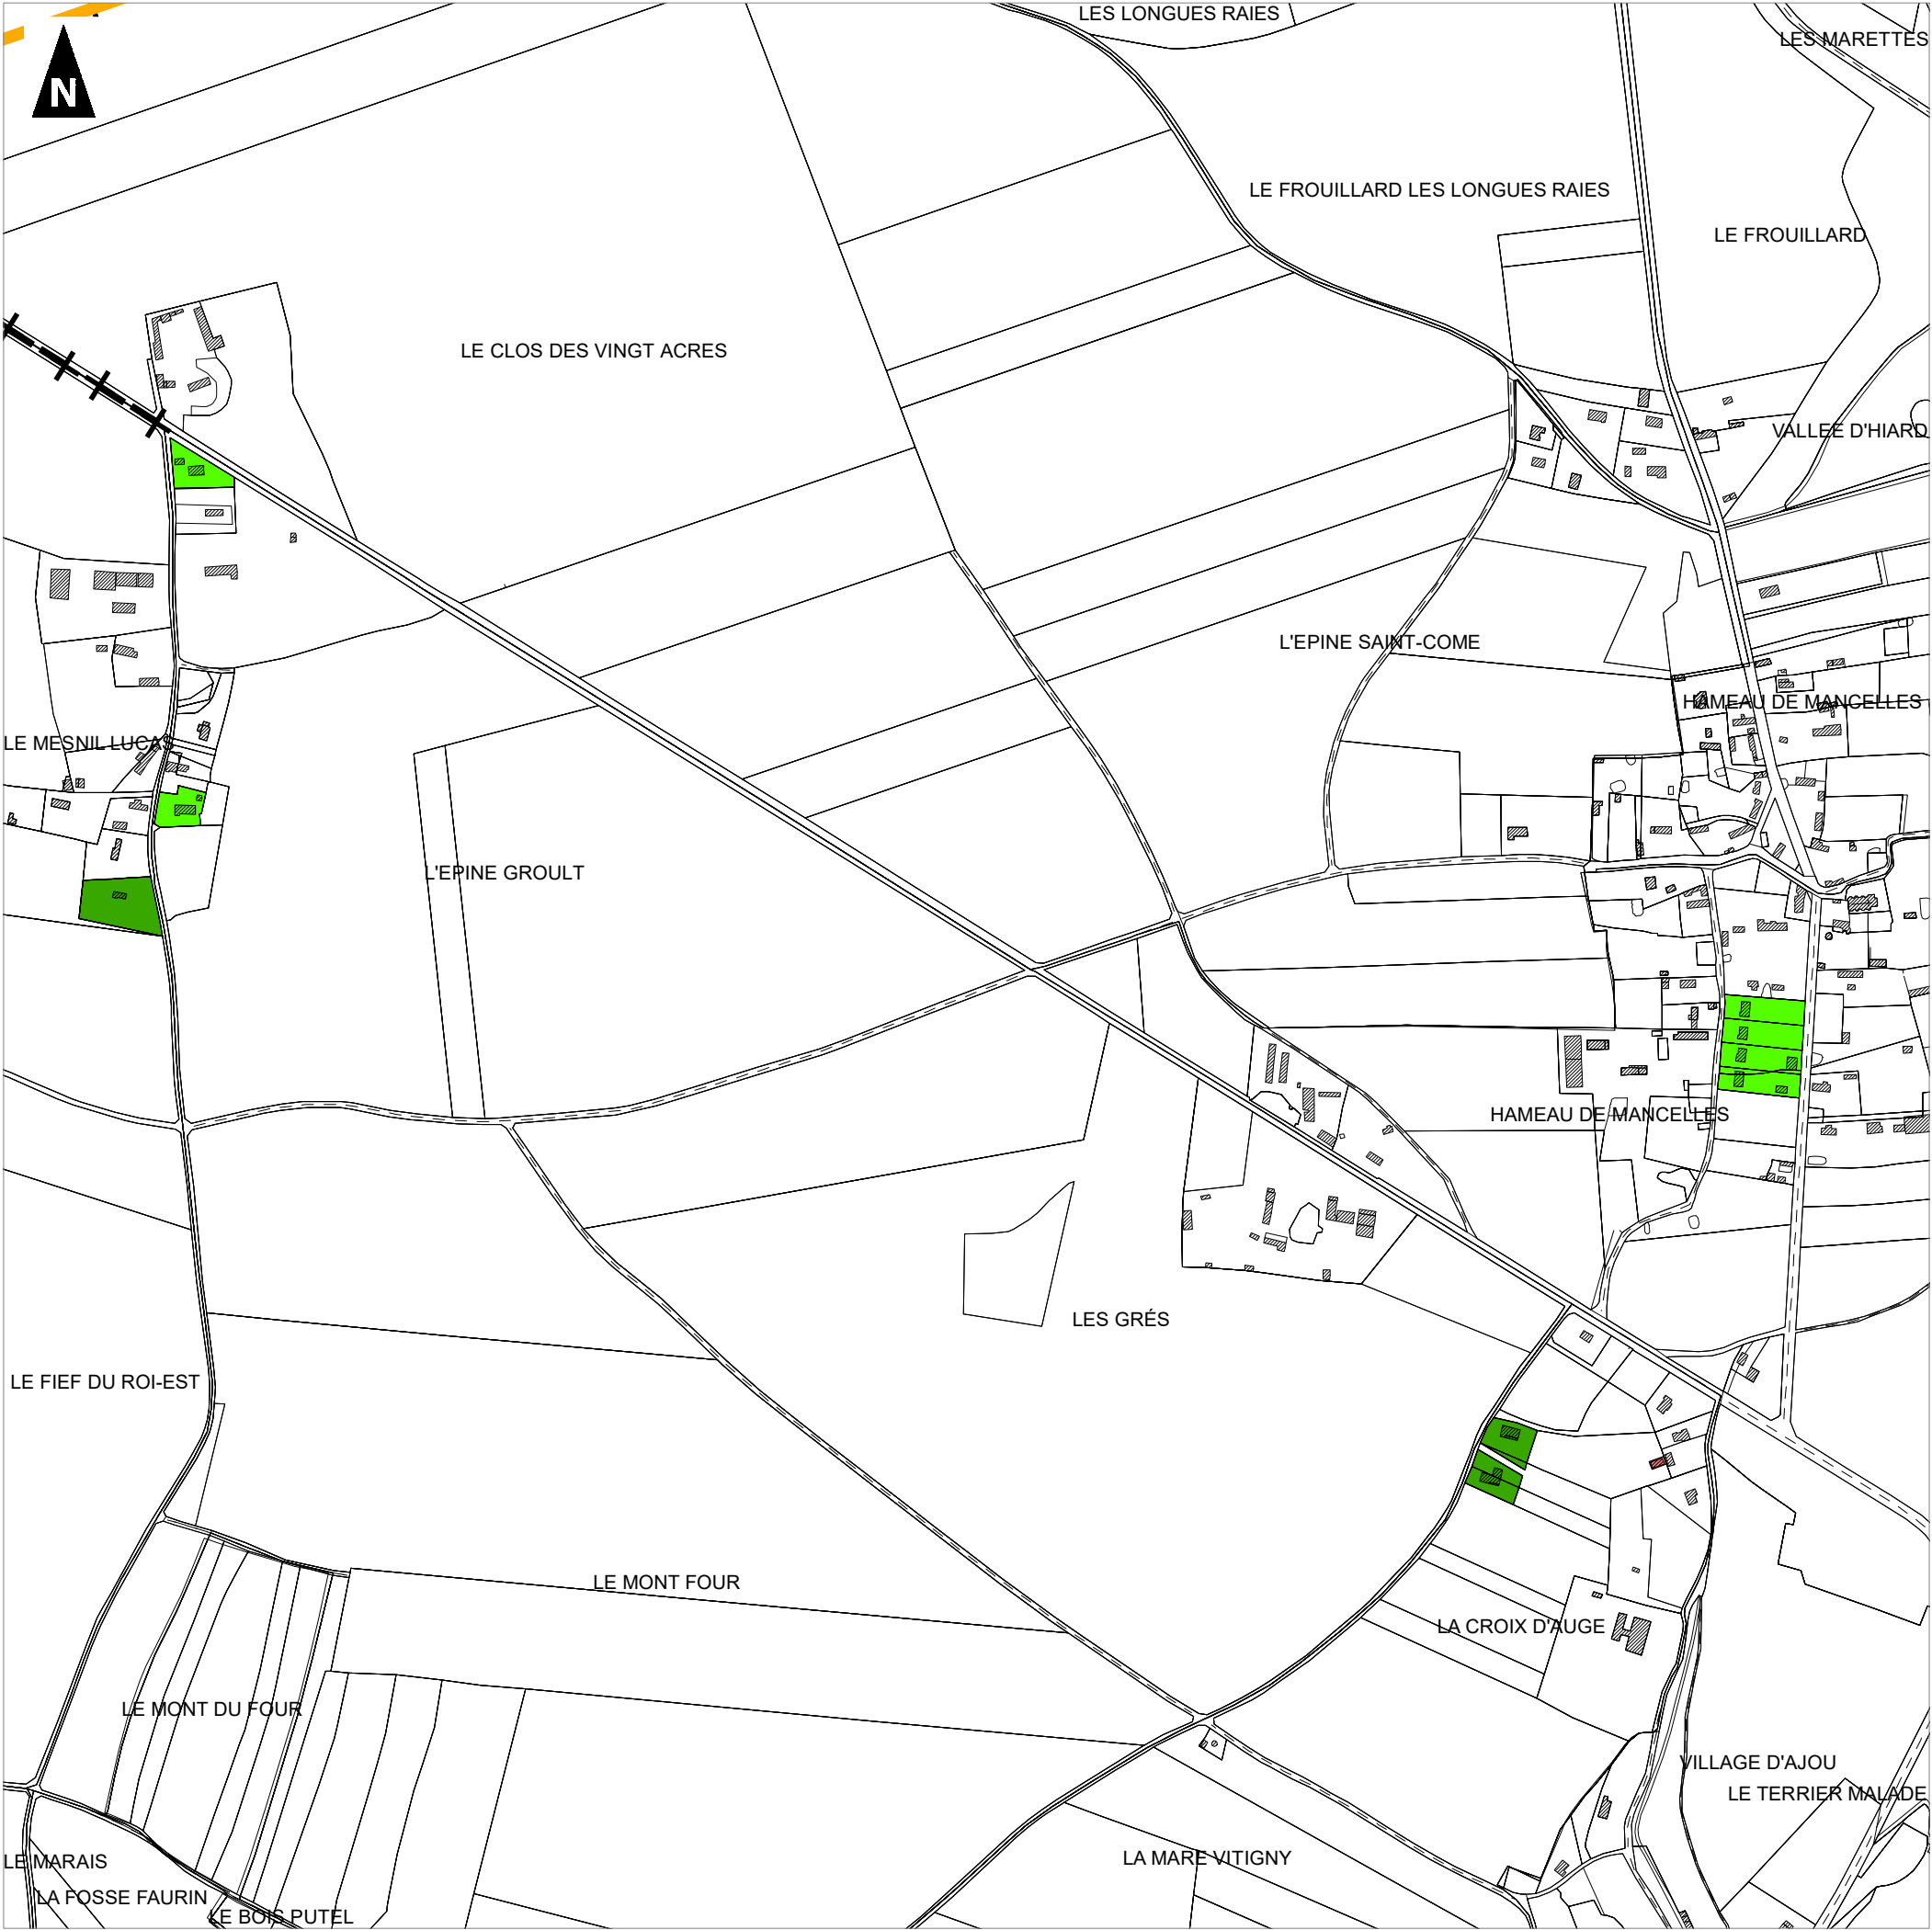 LES LONGUES RAIES
LES MARETTES
N
LE FROUILLARD LES LONGUES RAIES
LE FROUILLARD
LE CLOS DES VINGT ACRES
VALLEE D'HIARD
L'EPINE SAINT-COME
HAMEAU DE MANCELLES
LE MESNIL LUCAS
L'EPINE GROULT
HAMEAU DE MANCELLES
LES GRÉS
LE FIEF DU ROI-EST
LE MONT FOUR
LA CROIX D'AUGE
LE MONT DU FOUR
VILLAGE D'AJOU
LE TERRIER MALADE
LE MARAIS
LA MARE VITIGNY
LA FOSSE FAURIN
LE BOIS PUTEL